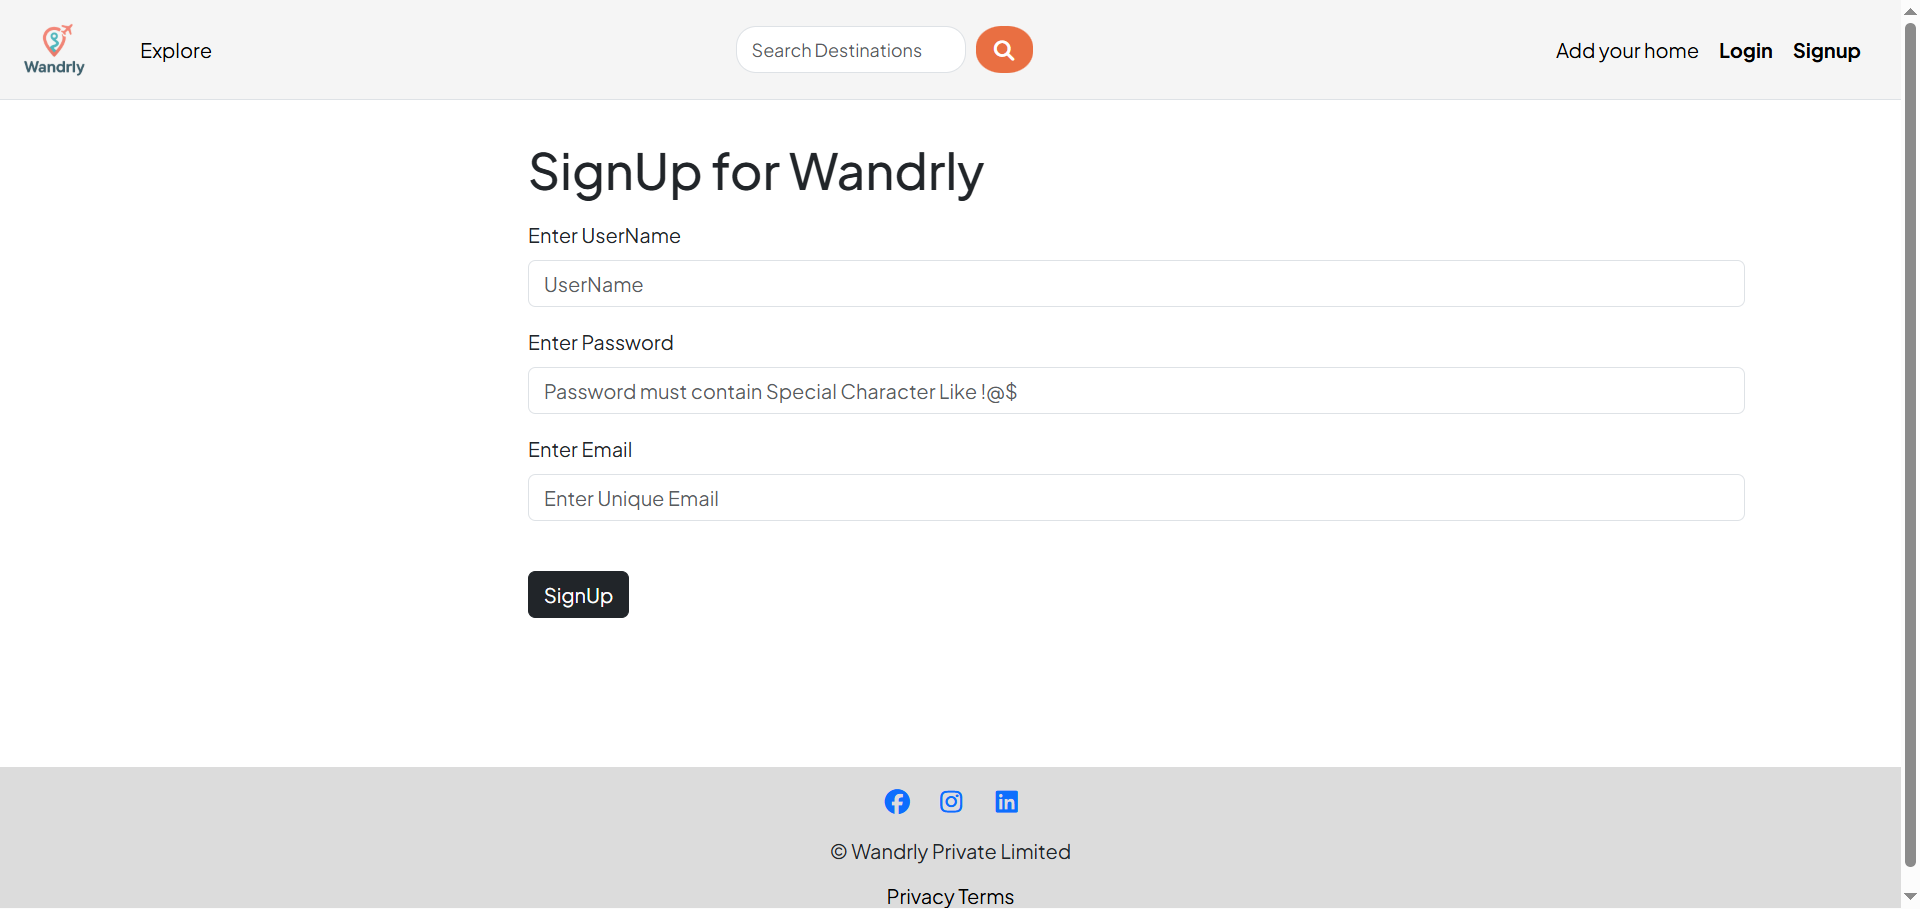 Wandrly
Explore
Search Destinations
Add your home
Login
Signup
SignUp for Wandrly
Enter UserName
UserName
Enter Password
Password must contain Special Character Like !@$
Enter Email
Enter Unique Email
SignUp
© Wandrly Private Limited
Privacy Terms